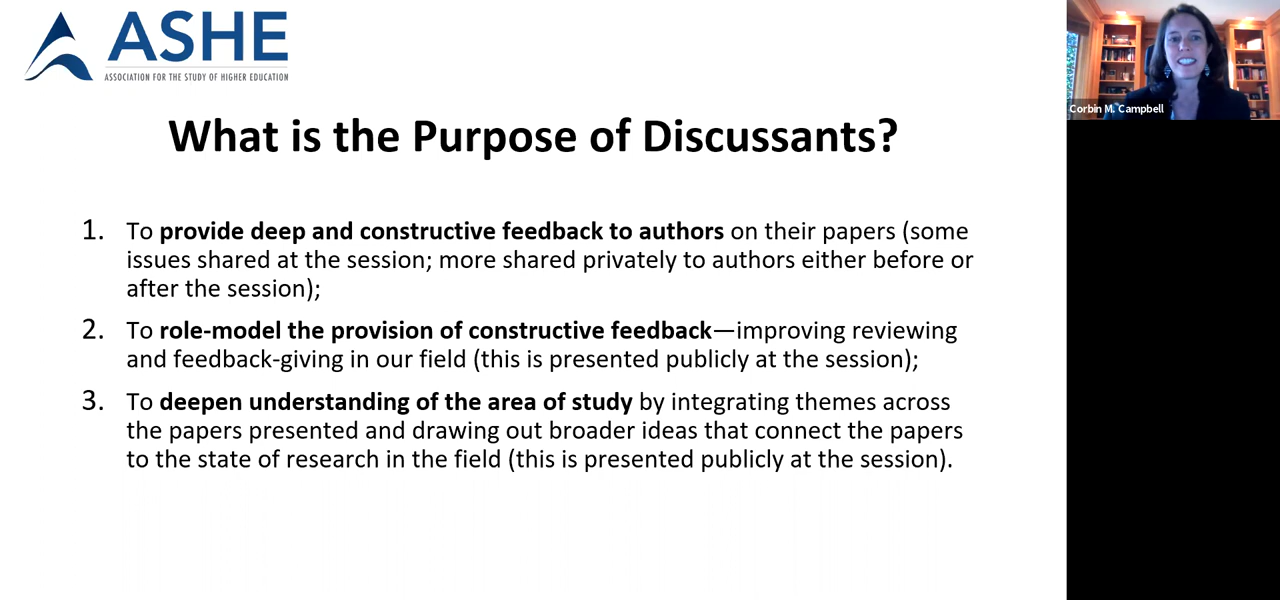 ASHE
ASSOCIATION FOR THE STUDY OF HIGHER EDUCATION
Corbin M. Campbell
What is the Purpose of Discussants?
1. To provide deep and constructive feedback to authors on their papers (some
issues shared at the session; more shared privately to authors either before or
after the session);
2. To role-model the provision of constructive feedback—improving reviewing
and feedback-giving in our field (this is presented publicly at the session);
3. To deepen understanding of the area of study by integrating themes across
the papers presented and drawing out broader ideas that connect the papers
to the state of research in the field (this is presented publicly at the session).